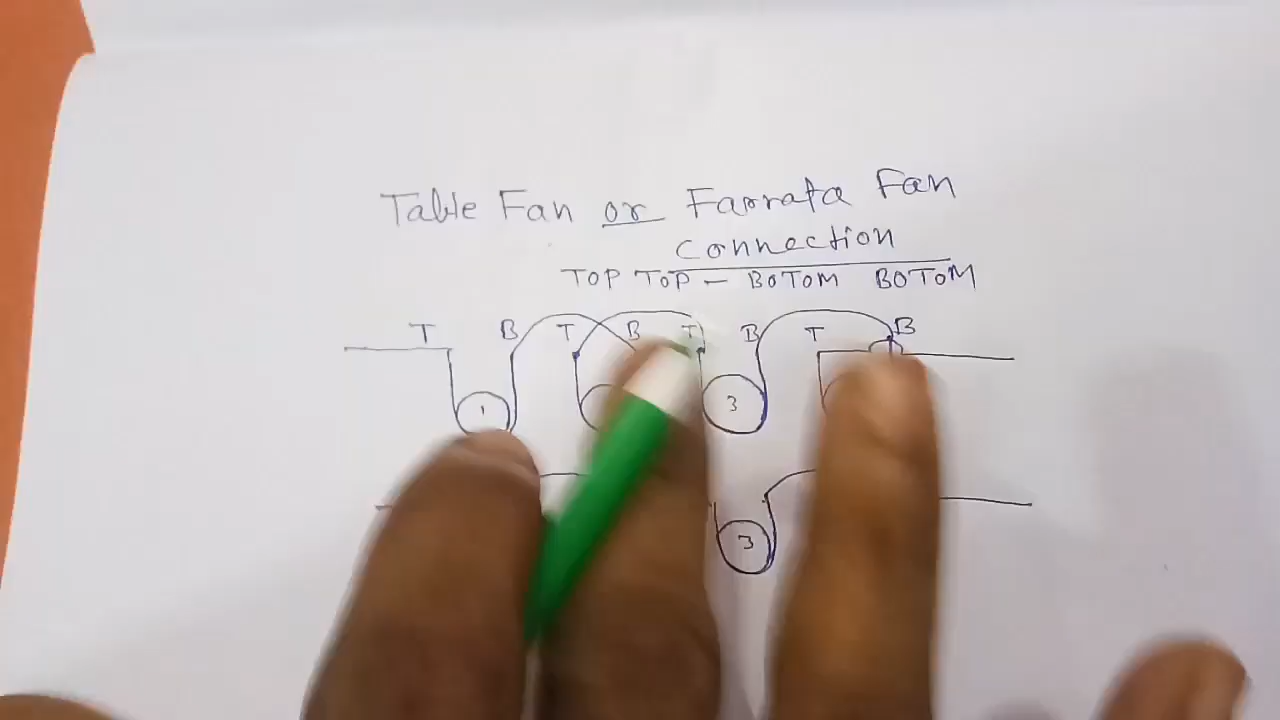 Table Fan or Farrata Fan
Connection
TOP TOP - BOTOM BOTOM
T B T B T B T B
1 3
3